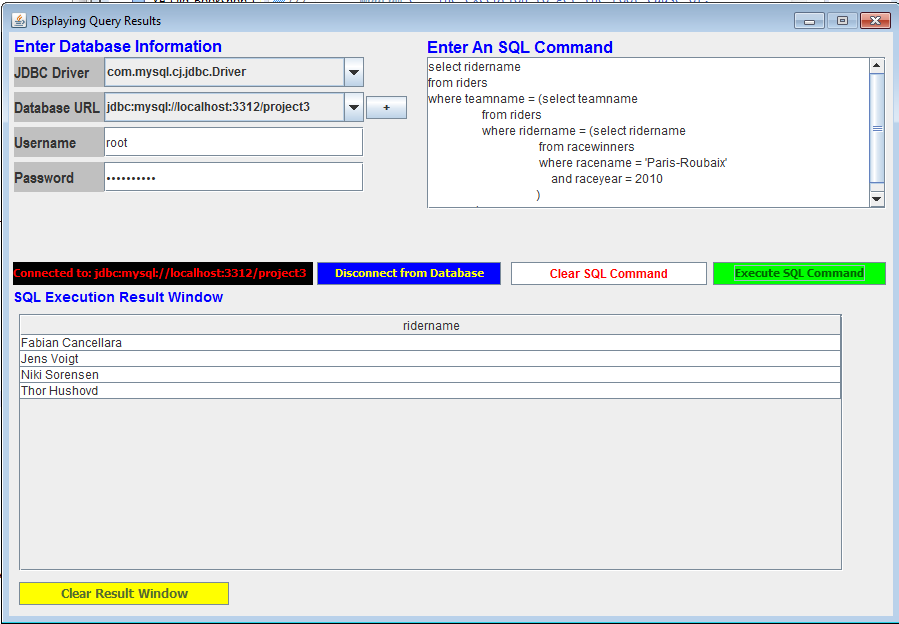 Displaying Query Results
Enter Database Information
JDBC Driver
com.mysql.cj.jdbc.Driver
Database URL
jdbc:mysql://localhost:3312/project3
+
Username
root
Password
••••••••••
Enter An SQL Command
select ridername
from riders
where teamname = (select teamname
from riders
where ridername = (select ridername
from racewinners
where racename = 'Paris-Roubaix'
and raceyear = 2010
)
Connected to: jdbc:mysql://localhost:3312/project3
Disconnect from Database
Clear SQL Command
Execute SQL Command
SQL Execution Result Window
ridername
Fabian Cancellara
Jens Voigt
Niki Sorensen
Thor Hushovd
Clear Result Window